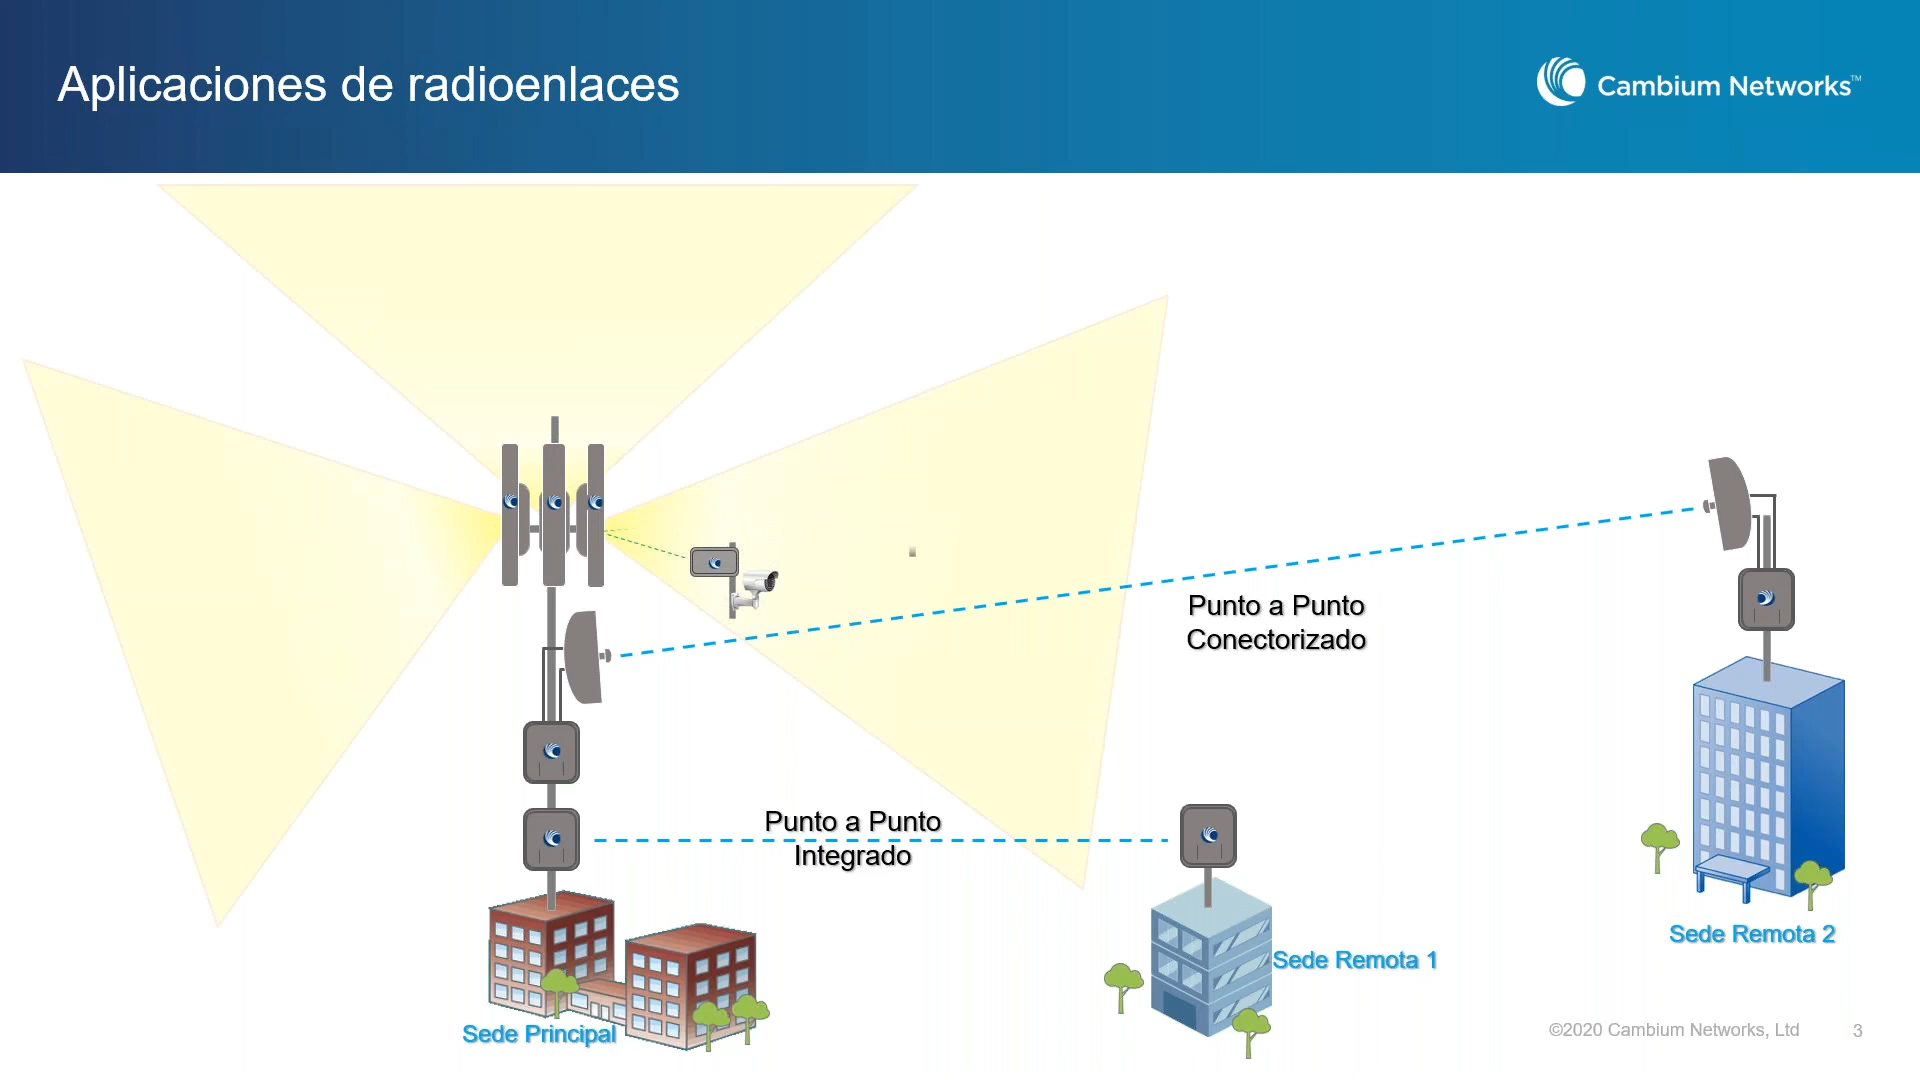 Aplicaciones de radioenlaces
Cambium Networks™
Punto a Punto
Conectorizado
Punto a Punto
Integrado
Sede Remota 2
Sede Remota 1
Sede Principal
©2020 Cambium Networks, Ltd
3